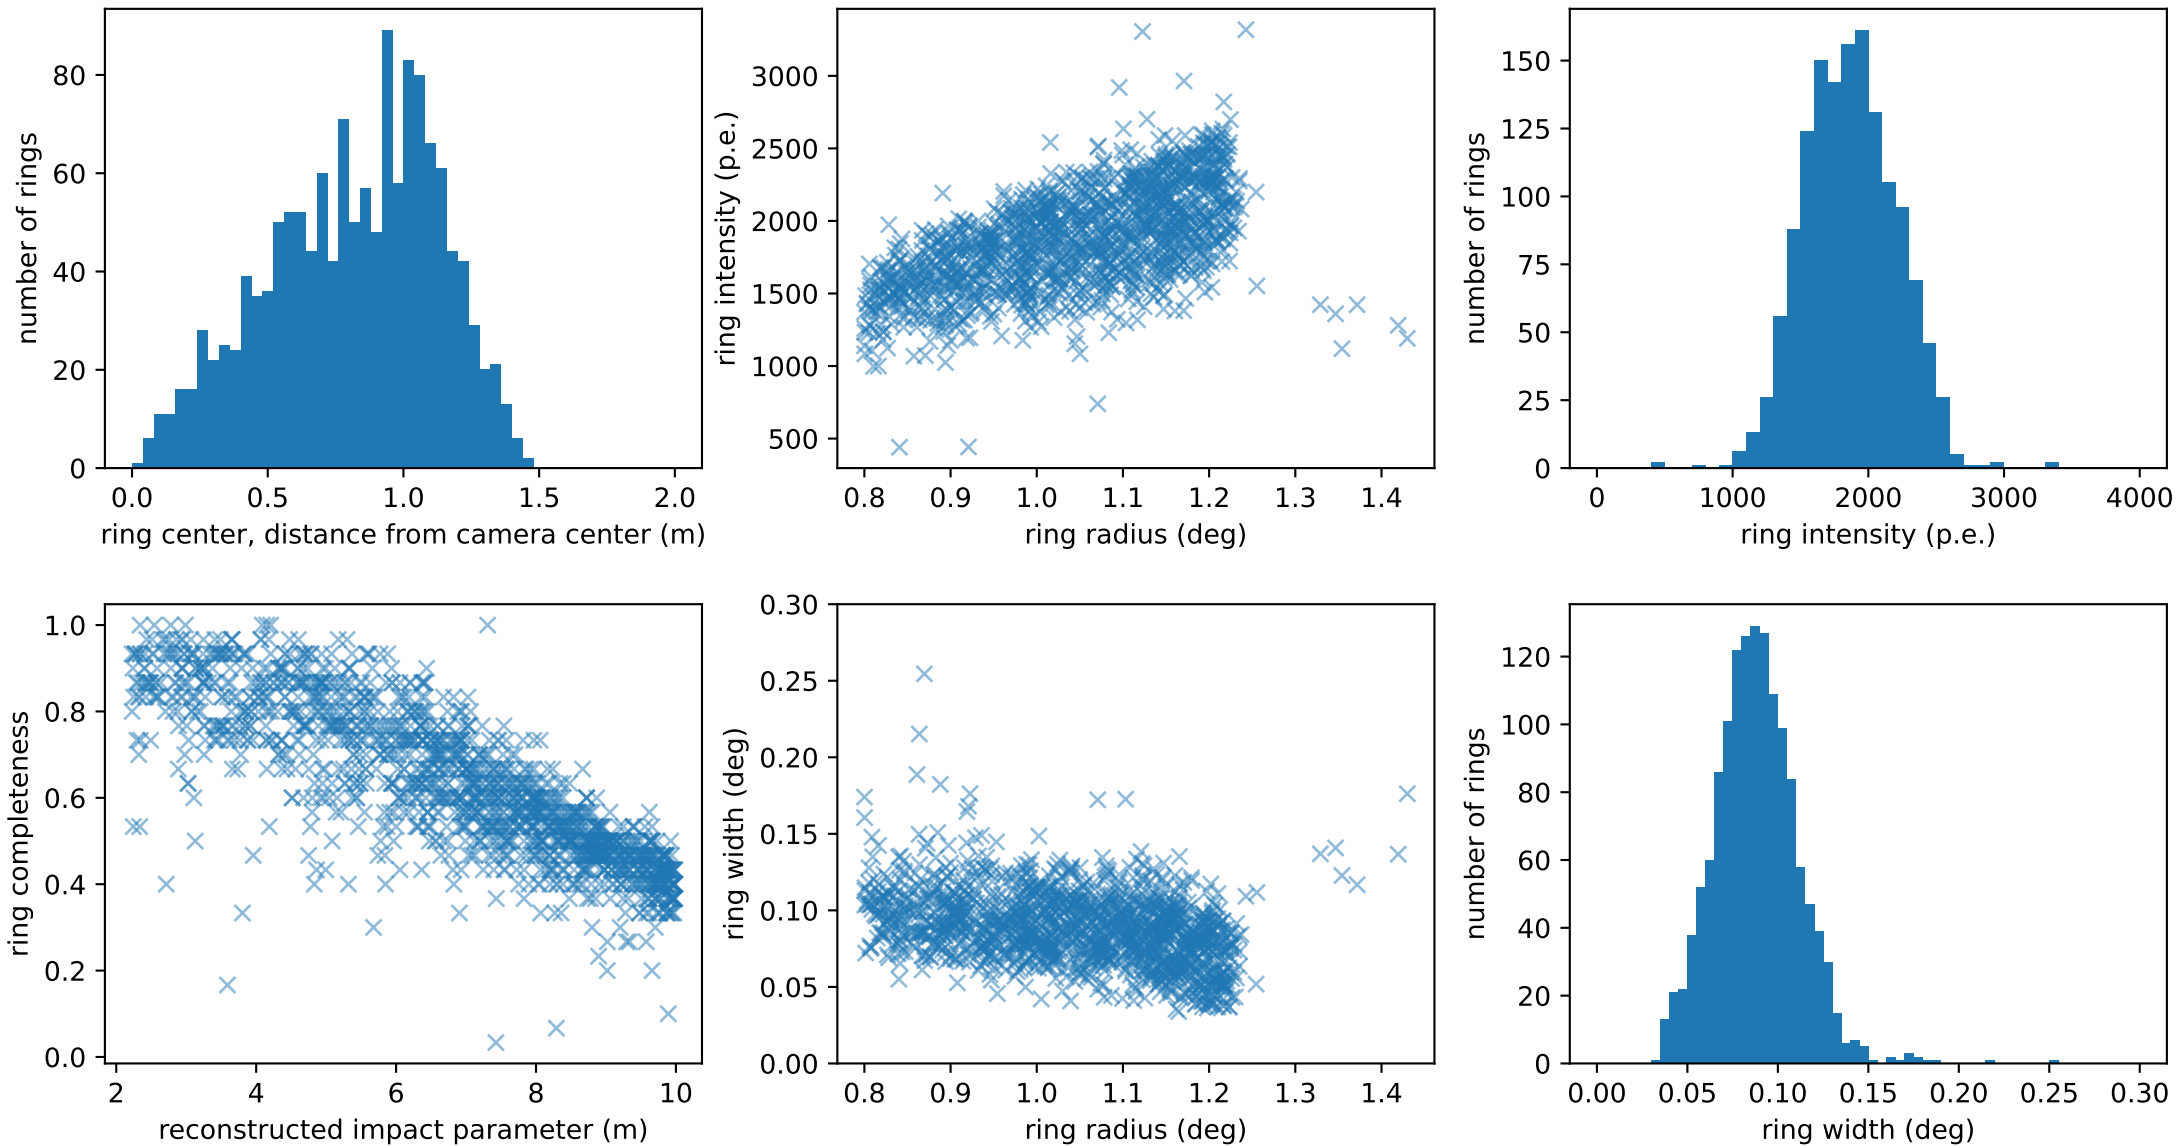 80
60
40
20
0
number of rings
0.0 0.5 1.0 1.5 2.0
ring center, distance from camera center (m)
3000
2500
2000
1500
1000
500
ring intensity (p.e.)
0.8 0.9 1.0 1.1 1.2 1.3 1.4
ring radius (deg)
150
125
100
75
50
25
0
number of rings
0 1000 2000 3000 4000
ring intensity (p.e.)
1.0
0.8
0.6
0.4
0.2
0.0
ring completeness
2 4 6 8 10
reconstructed impact parameter (m)
0.30
0.25
0.20
0.15
0.10
0.05
0.00
ring width (deg)
0.8 0.9 1.0 1.1 1.2 1.3 1.4
ring radius (deg)
120
100
80
60
40
20
0
number of rings
0.00 0.05 0.10 0.15 0.20 0.25 0.30
ring width (deg)